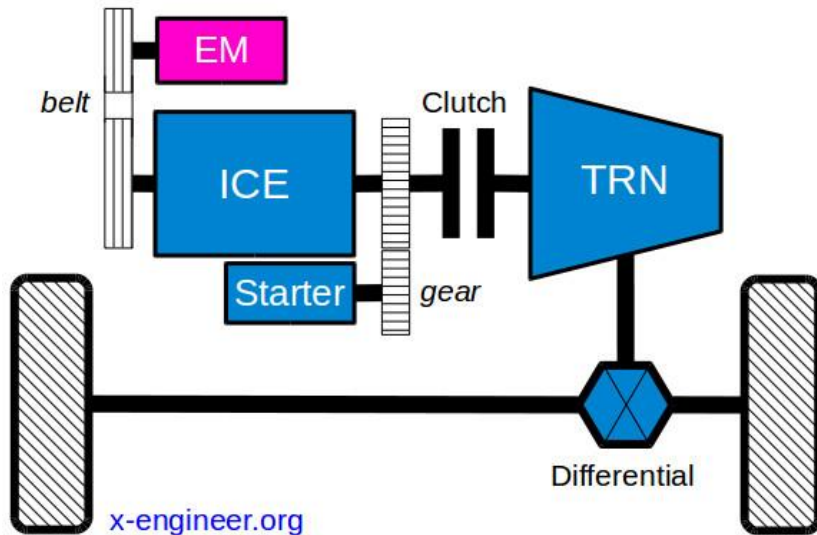 EM
belt
Clutch
ICE
TRN
Starter
gear
Differential
x-engineer.org